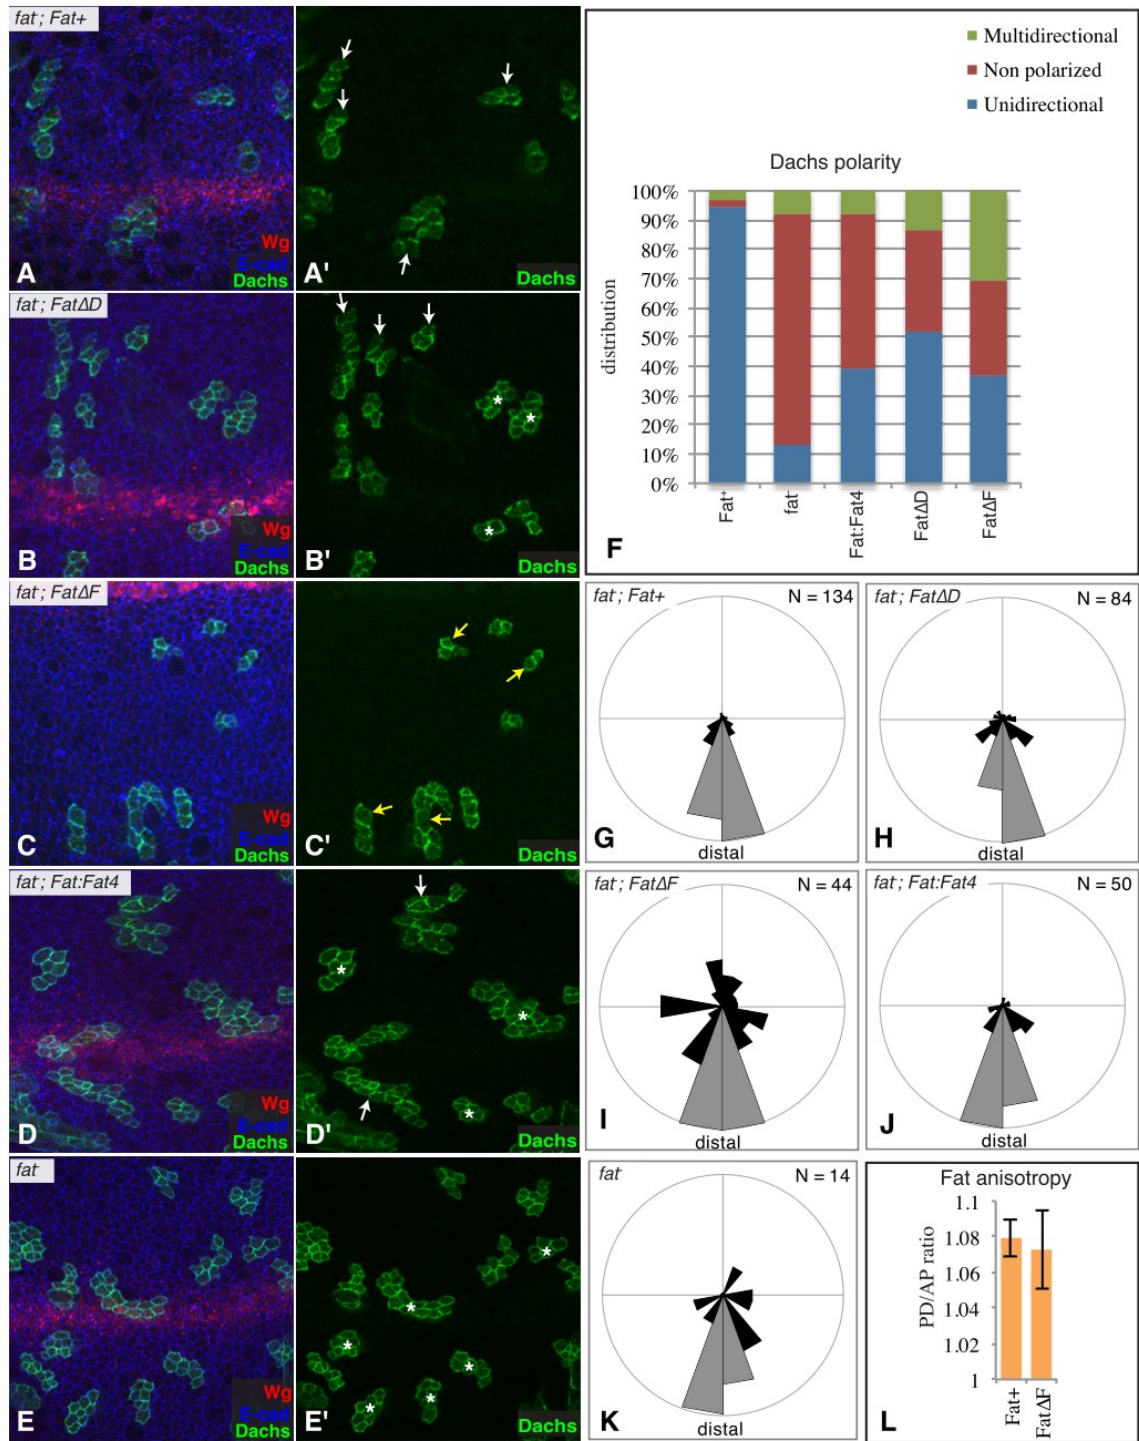 fat⁻; Fat+
Wg
E-cad
Dachs
A
Dachs
A'
fat⁻; FatΔD
Wg
E-cad
Dachs
B
*
*
*
Dachs
B'
fat⁻; FatΔF
Wg
E-cad
Dachs
C
Dachs
C'
fat⁻; Fat:Fat4
Wg
E-cad
Dachs
D
*
*
*
Dachs
D'
fat⁻
Wg
E-cad
Dachs
E
*
*
*
*
*
*
Dachs
E'
Multidirectional
Non polarized
Unidirectional
Dachs polarity
distribution
100%
90%
80%
70%
60%
50%
40%
30%
20%
10%
0%
Fat⁺
fat⁻
Fat:Fat4
FatΔD
FatΔF
F
fat⁻; Fat+ N = 134
G
distal
fat⁻; FatΔD N = 84
H
distal
fat⁻; FatΔF N = 44
I
distal
fat⁻; Fat:Fat4 N = 50
J
distal
fat⁻ N = 14
K
distal
Fat anisotropy
PD/AP ratio
1.1
1.08
1.06
1.04
1.02
1
Fat+
FatΔF
L